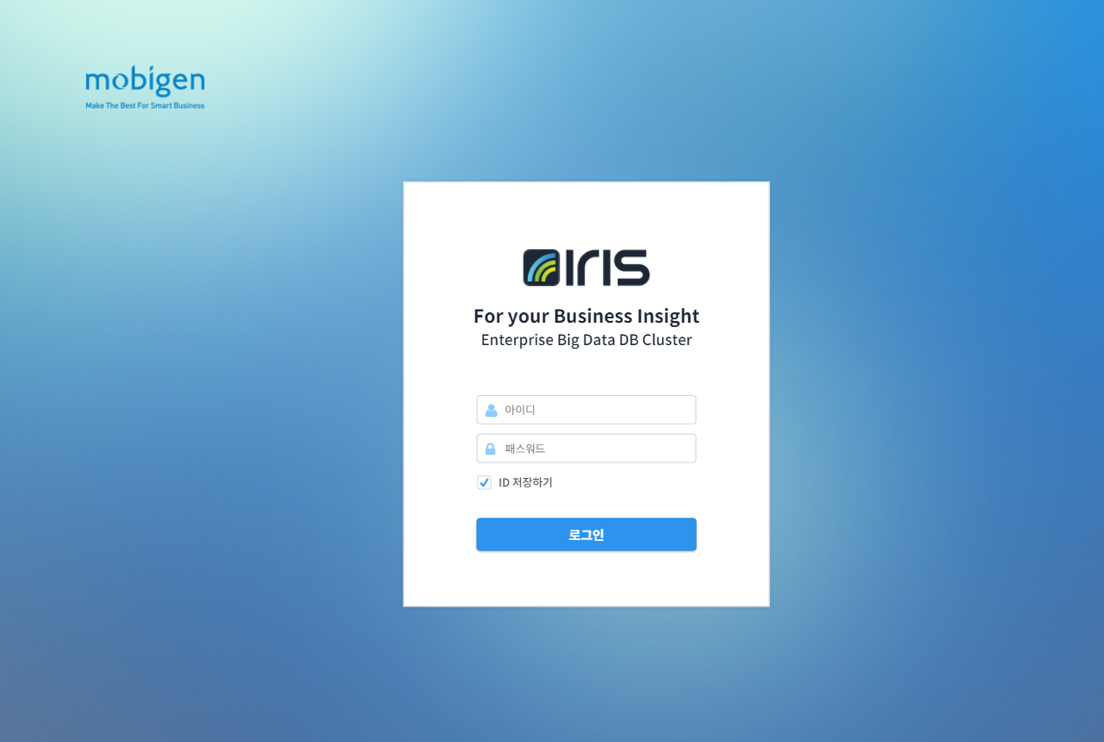 mobigen
Make The Best For Smart Business
IRIS
For your Business Insight
Enterprise Big Data DB Cluster
아이디
패스워드
ID 저장하기
로그인